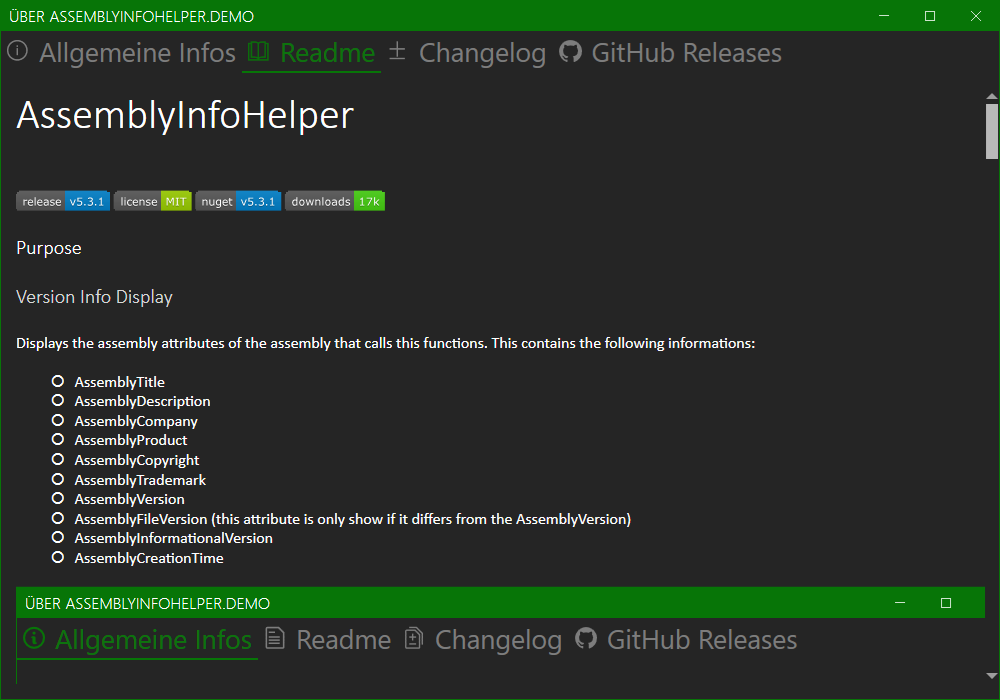 ÜBER ASSEMBLYINFOHELPER.DEMO
Allgemeine Infos Readme Changelog GitHub Releases
AssemblyInfoHelper
release v5.3.1 license MIT nuget v5.3.1 downloads 17k
Purpose
Version Info Display
Displays the assembly attributes of the assembly that calls this functions. This contains the following informations:
AssemblyTitle
AssemblyDescription
AssemblyCompany
AssemblyProduct
AssemblyCopyright
AssemblyTrademark
AssemblyVersion
AssemblyFileVersion (this attribute is only show if it differs from the AssemblyVersion)
AssemblyInformationalVersion
AssemblyCreationTime
ÜBER ASSEMBLYINFOHELPER.DEMO
Allgemeine Infos Readme Changelog GitHub Releases